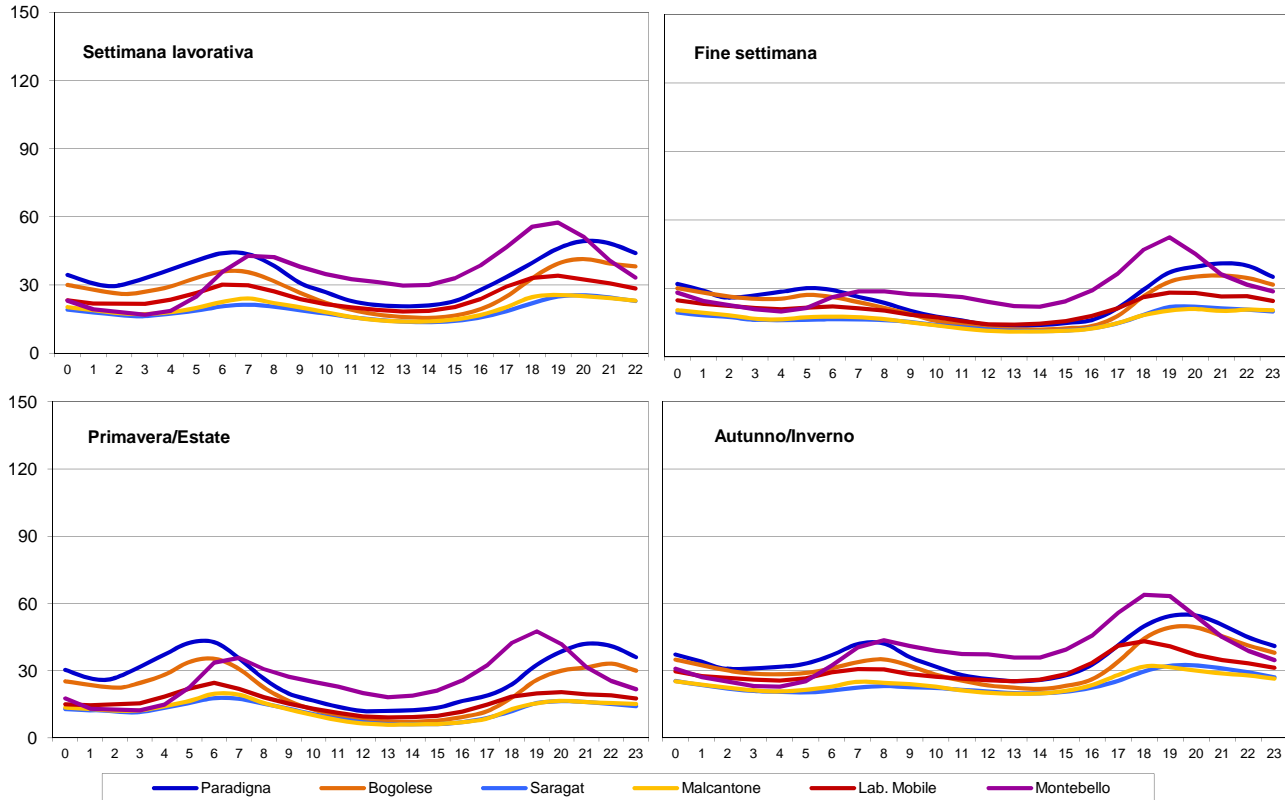 150
120
90
60
30
0
Settimana lavorativa
0 1 2 3 4 5 6 7 8 9 10 11 12 13 14 15 16 17 18 19 20 21 22
Fine settimana
0 1 2 3 4 5 6 7 8 9 10 11 12 13 14 15 16 17 18 19 20 21 22 23
150
120
90
60
30
0
Primavera/Estate
0 1 2 3 4 5 6 7 8 9 10 11 12 13 14 15 16 17 18 19 20 21 22 23
Autunno/Inverno
0 1 2 3 4 5 6 7 8 9 10 11 12 13 14 15 16 17 18 19 20 21 22 23
Paradigna Bogolese Saragat Malcantone Lab. Mobile Montebello